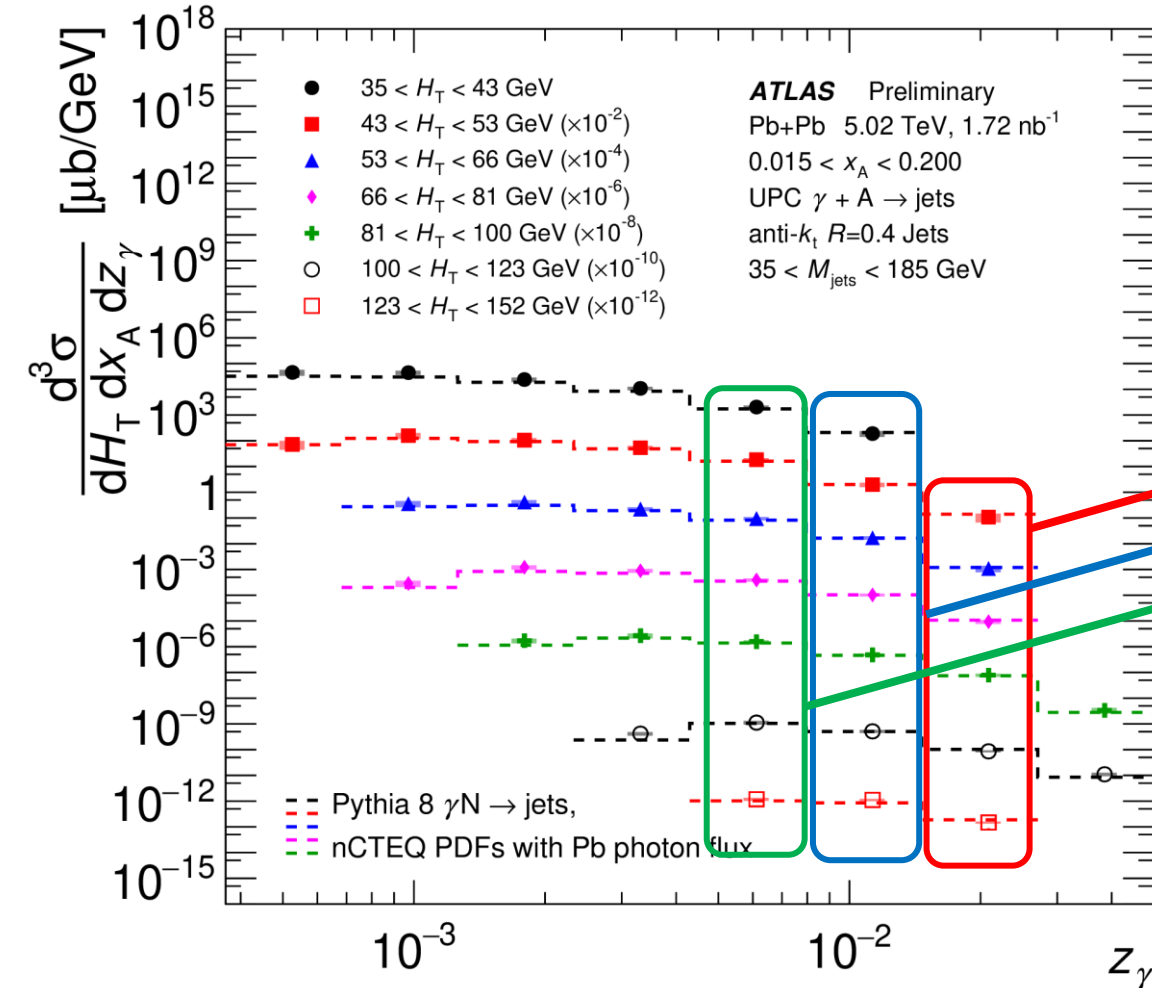 10^18
10^15
10^12
10^9
10^6
10^3
1
10^−3
10^−6
10^−9
10^−12
10^−15
d^3σ
dH_T dx_A dz_γ
[μb/GeV]
35 < H_T < 43 GeV
43 < H_T < 53 GeV (×10^-2)
53 < H_T < 66 GeV (×10^-4)
66 < H_T < 81 GeV (×10^-6)
81 < H_T < 100 GeV (×10^-8)
100 < H_T < 123 GeV (×10^-10)
123 < H_T < 152 GeV (×10^-12)
ATLAS Preliminary
Pb+Pb 5.02 TeV, 1.72 nb^-1
0.015 < x_A < 0.200
UPC γ + A → jets
anti-k_t R=0.4 Jets
35 < M_jets < 185 GeV
Pythia 8 γN → jets,
nCTEQ PDFs with Pb photon flux
10^−3
10^−2
z_γ